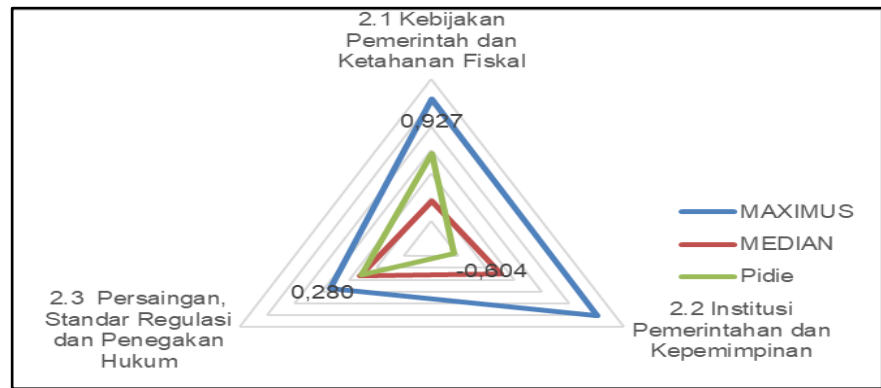 2.1 Kebijakan
Pemerintah dan
Ketahanan Fiskal
0,927
MAXIMUS
MEDIAN
Pidie
-0,604
0,280
2.3 Persaingan,
Standar Regulasi
dan Penegakan
Hukum
2.2 Institusi
Pemerintahan dan
Kepemimpinan